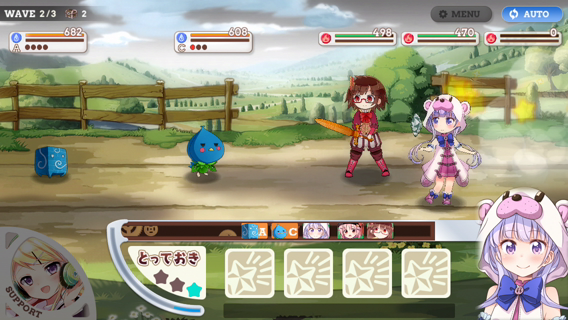 WAVE 2/3 2
MENU
AUTO
682
A
608
C
498
470
0
A C
とっておき
SUPPORT